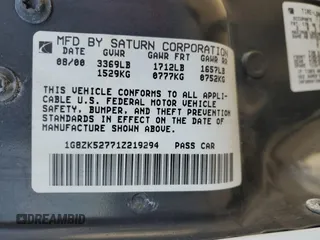 MFD BY SATURN CORPORATION
DATE GVWR GAWR FRT GAWR RR
08/00 3369LB 1712LB 1657LB
1529KG 0777KG 0752KG
THIS VEHICLE CONFORMS TO ALL APPLI-
CABLE U.S. FEDERAL MOTOR VEHICLE
SAFETY, BUMPER, AND THEFT PREVENTION
STANDARDS IN EFFECT ON THE DATE OF
MANUFACTURE SHOWN ABOVE.
1G8ZK52771Z219294 PASS CAR
DREAMBID